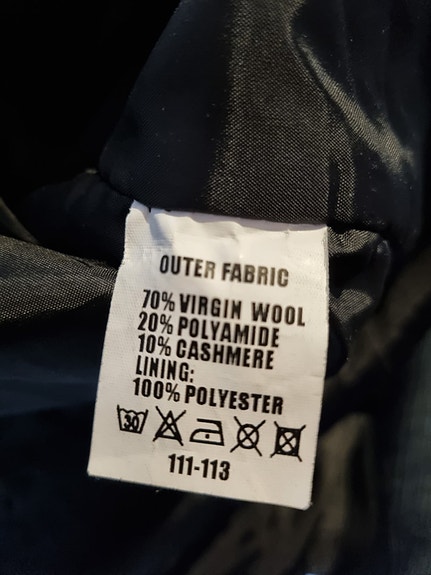 OUTER FABRIC
70% VIRGIN WOOL
20% POLYAMIDE
10% CASHMERE
LINING:
100% POLYESTER
30
111-113